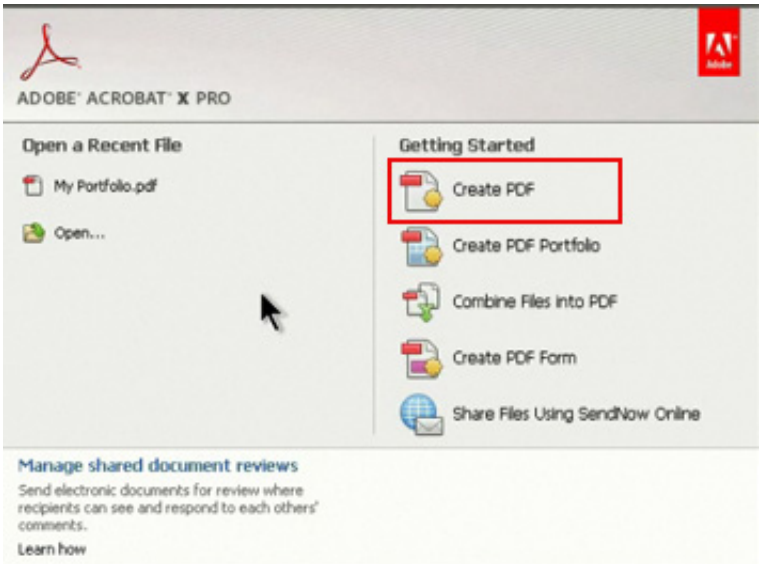 Adobe
ADOBE® ACROBAT® X PRO
Open a Recent File
My Portfolio.pdf
Open...
Getting Started
Create PDF
Create PDF Portfolio
Combine Files into PDF
Create PDF Form
Share Files Using SendNow Online
Manage shared document reviews
Send electronic documents for review where
recipients can see and respond to each others'
comments.
Learn how